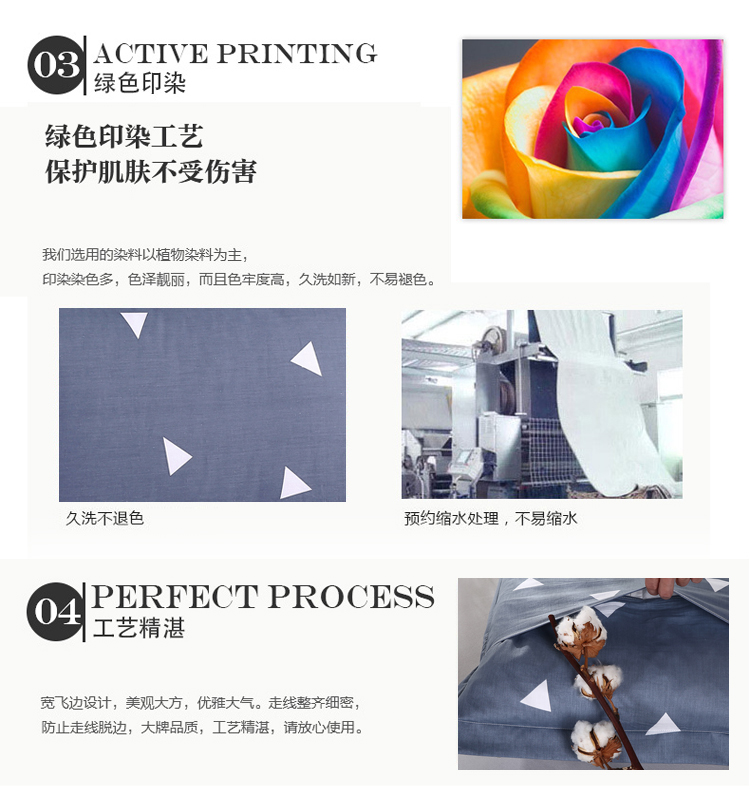 03
ACTIVE PRINTING
绿色印染
绿色印染工艺
保护肌肤不受伤害
我们选用的染料以植物染料为主，
印染染色多，色泽靓丽，而且色牢度高，久洗如新，不易褪色。
久洗不退色
预约缩水处理，不易缩水
04
PERFECT PROCESS
工艺精湛
宽飞边设计，美观大方，优雅大气。走线整齐细密，
防止走线脱边，大牌品质，工艺精湛，请放心使用。